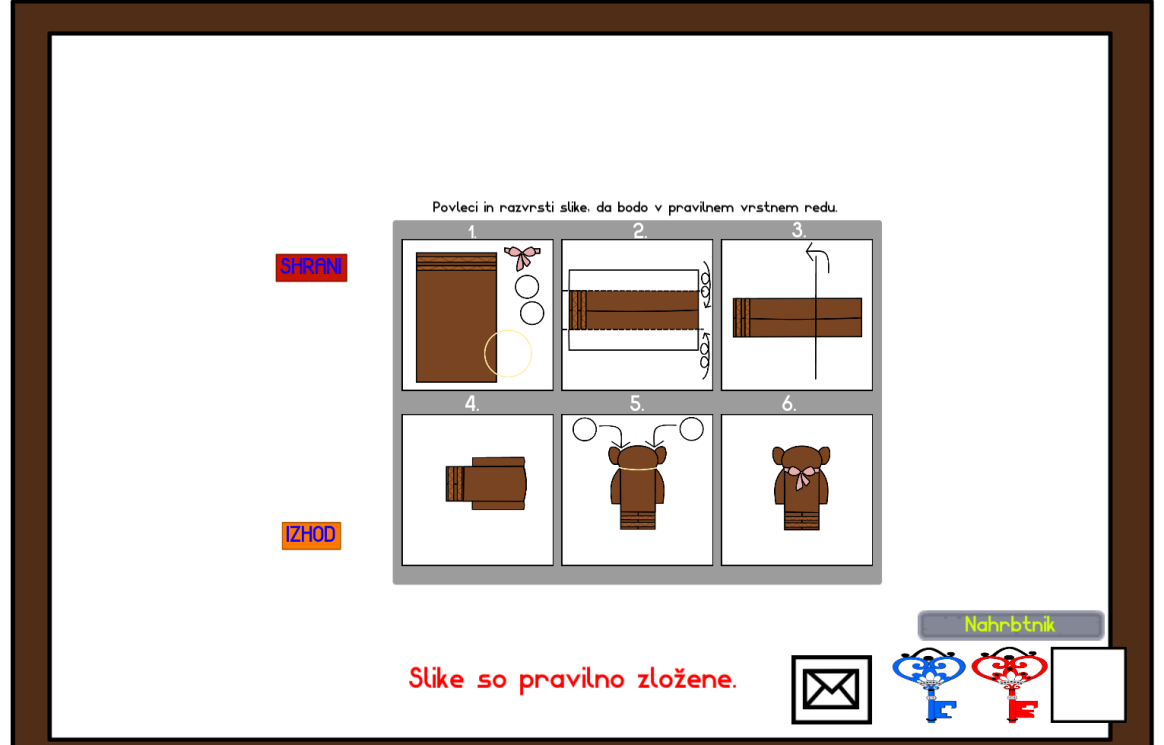 Povleci in razvrsti slike, da bodo v pravilnem vrstnem redu.
1. 2. 3.
SHRANI
4. 5. 6.
IZHOD
Nahrbtnik
Slike so pravilno zložene.